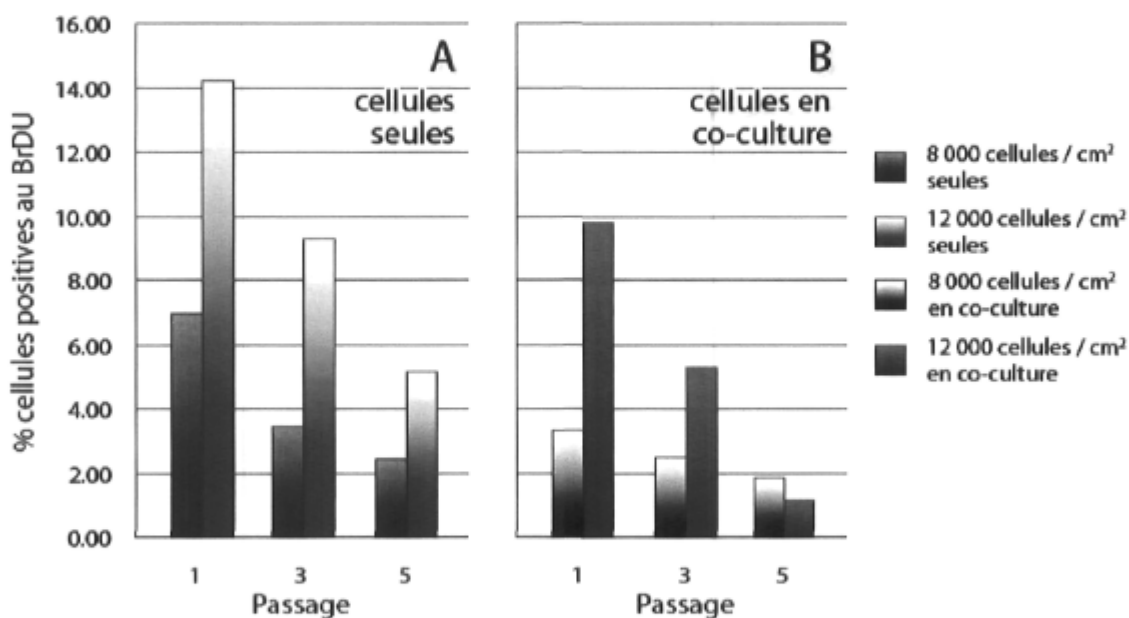 % cellules positives au BrDU
16.00
14.00
12.00
10.00
8.00
6.00
4.00
2.00
0.00
A
cellules
seules
1 3 5
Passage
B
cellules en
co-culture
1 3 5
Passage
8 000 cellules / cm²
seules
12 000 cellules / cm²
seules
8 000 cellules / cm²
en co-culture
12 000 cellules / cm²
en co-culture